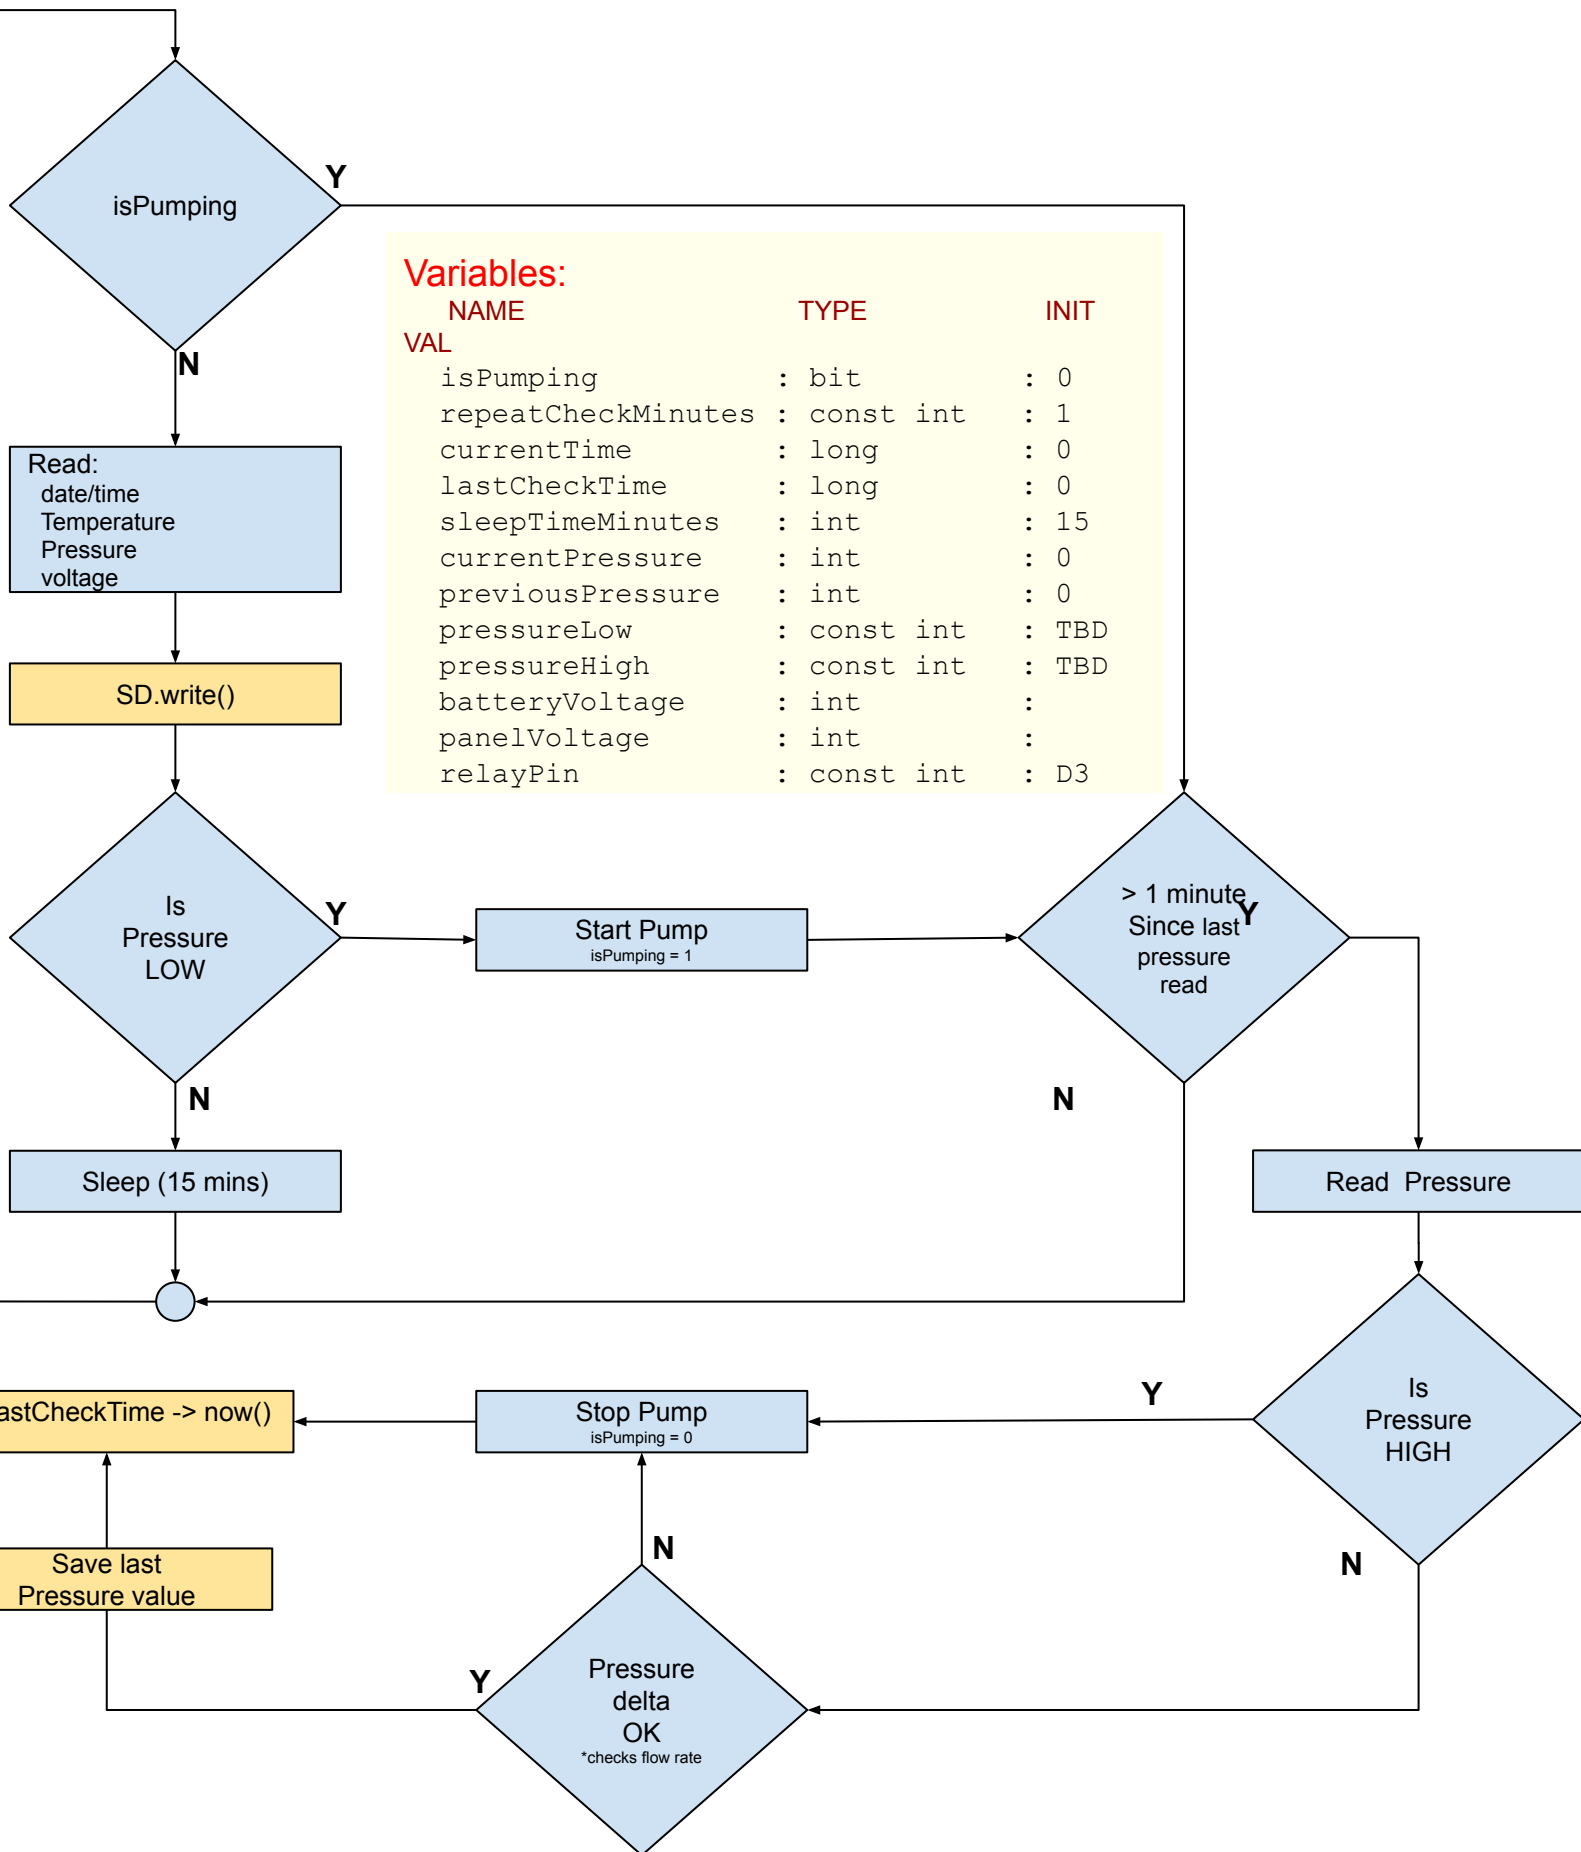 isPumping
Y
N
Variables:
NAME TYPE INIT
VAL
isPumping : bit : 0
repeatCheckMinutes : const int : 1
currentTime : long : 0
lastCheckTime : long : 0
sleepTimeMinutes : int : 15
currentPressure : int : 0
previousPressure : int : 0
pressureLow : const int : TBD
pressureHigh : const int : TBD
batteryVoltage : int :
panelVoltage : int :
relayPin : const int : D3
Read:
date/time
Temperature
Pressure
voltage
SD.write()
Is
Pressure
LOW
Y
N
Start Pump
isPumping = 1
> 1 minute
Since last
pressure
read
Y
N
Sleep (15 mins)
Read Pressure
Is
Pressure
HIGH
Y
N
Stop Pump
isPumping = 0
astCheckTime -> now()
Save last
Pressure value
Pressure
delta
OK
*checks flow rate
Y
N